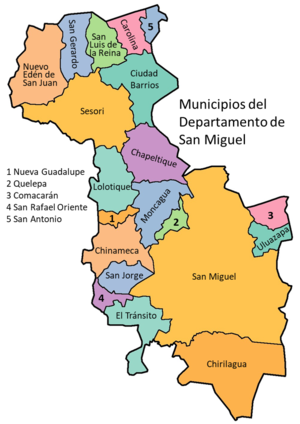 Carolina
5
San Gerardo
San
Luis de
la Reina
Nuevo
Edén de
San Juan
Ciudad
Barrios
Sesori
Municipios del
Departamento de
San Miguel
Chapeltique
1 Nueva Guadalupe
2 Quelepa
3 Comacarán
4 San Rafael Oriente
5 San Antonio
Lolotique
Moncagua
1
2
3
Uluazapa
Chinameca
San Jorge
San Miguel
4
El Tránsito
Chirilagua